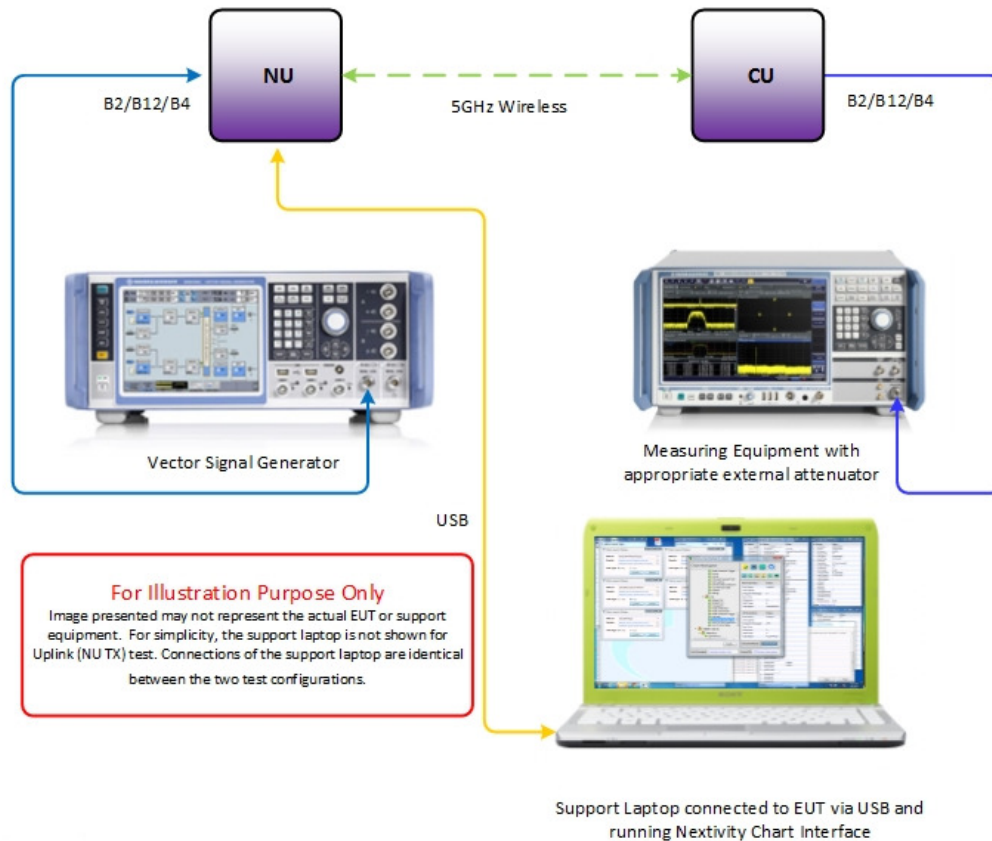 NU
CU
B2/B12/B4
5GHz Wireless
B2/B12/B4
Vector Signal Generator
Measuring Equipment with
appropriate external attenuator
USB
For Illustration Purpose Only
Image presented may not represent the actual EUT or support
equipment. For simplicity, the support laptop is not shown for
Uplink (NU TX) test. Connections of the support laptop are identical
between the two test configurations.
SONY
Support Laptop connected to EUT via USB and
running Nextivity Chart Interface